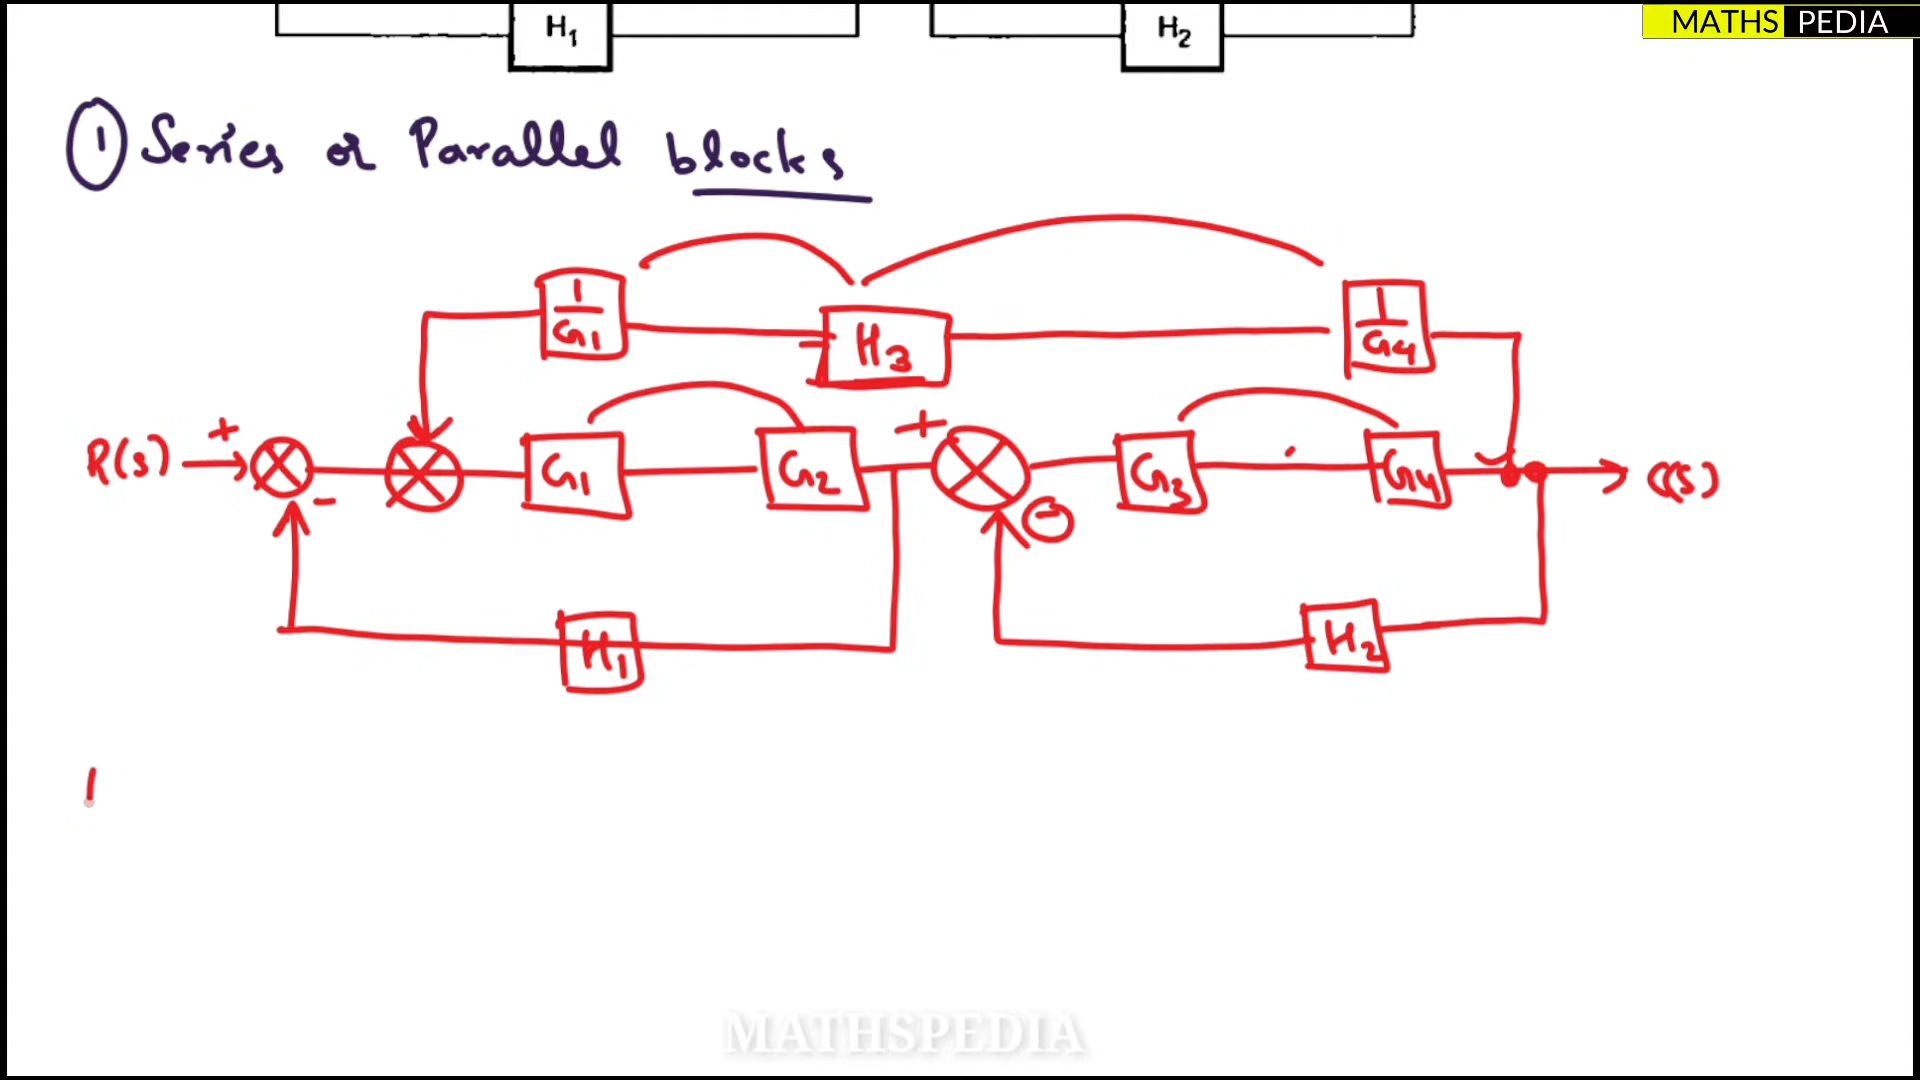 H1 H2 MATHS PEDIA
① Series or Parallel blocks
1/G1 H3 1/G4
R(s) + - G1 G2 + - G3 G4 C(s)
H1 H2
MATHSPEDIA